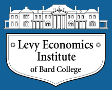 Levy Economics
Institute
of Bard College